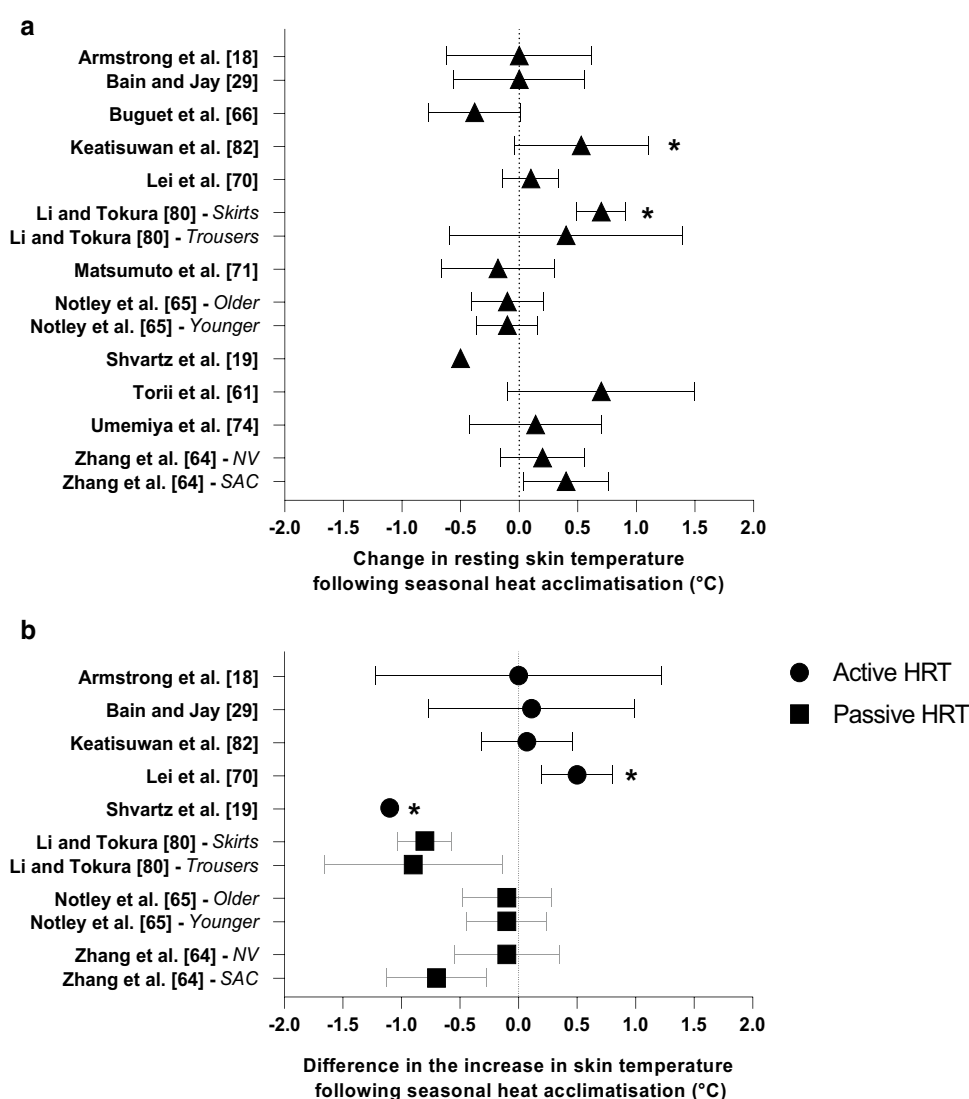 a
Armstrong et al. [18]
Bain and Jay [29]
Buguet et al. [66]
Keatisuwan et al. [82]
*
Lei et al. [70]
Li and Tokura [80] - Skirts
*
Li and Tokura [80] - Trousers
Matsumuto et al. [71]
Notley et al. [65] - Older
Notley et al. [65] - Younger
Shvartz et al. [19]
Torii et al. [61]
Umemiya et al. [74]
Zhang et al. [64] - NV
Zhang et al. [64] - SAC
-2.0 -1.5 -1.0 -0.5 0.0 0.5 1.0 1.5 2.0
Change in resting skin temperature
following seasonal heat acclimatisation (°C)
b
Armstrong et al. [18]
Bain and Jay [29]
Keatisuwan et al. [82]
Lei et al. [70]
*
Shvartz et al. [19]
*
Li and Tokura [80] - Skirts
Li and Tokura [80] - Trousers
Notley et al. [65] - Older
Notley et al. [65] - Younger
Zhang et al. [64] - NV
Zhang et al. [64] - SAC
-2.0 -1.5 -1.0 -0.5 0.0 0.5 1.0 1.5 2.0
Difference in the increase in skin temperature
following seasonal heat acclimatisation (°C)
Active HRT
Passive HRT